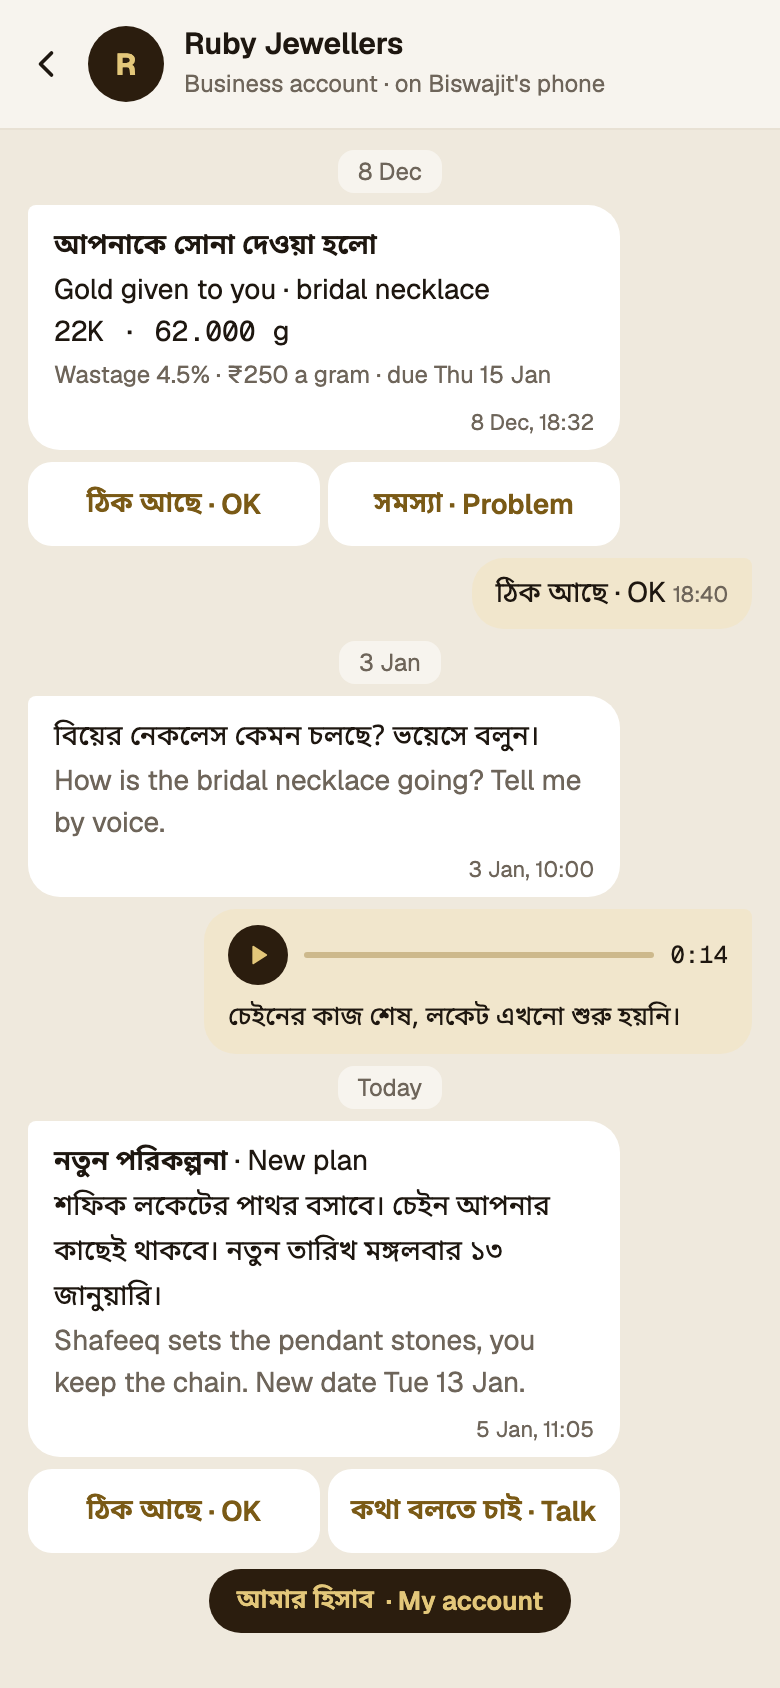 R
Ruby Jewellers
Business account · on Biswajit's phone
8 Dec
আপনাকে সোনা দেওয়া হলো
Gold given to you · bridal necklace
22K · 62.000 g
Wastage 4.5% · ₹250 a gram · due Thu 15 Jan
8 Dec, 18:32
ঠিক আছে · OK
সমস্যা · Problem
ঠিক আছে · OK 18:40
3 Jan
বিয়ের নেকলেস কেমন চলছে? ভয়েসে বলুন।
How is the bridal necklace going? Tell me
by voice.
3 Jan, 10:00
0:14
চেইনের কাজ শেষ, লকেট এখনো শুরু হয়নি।
Today
নতুন পরিকল্পনা · New plan
শফিক লকেটের পাথর বসাবে। চেইন আপনার
কাছেই থাকবে। নতুন তারিখ মঙ্গলবার ১৩
জানুয়ারি।
Shafeeq sets the pendant stones, you
keep the chain. New date Tue 13 Jan.
5 Jan, 11:05
ঠিক আছে · OK
কথা বলতে চাই · Talk
আমার হিসাব · My account